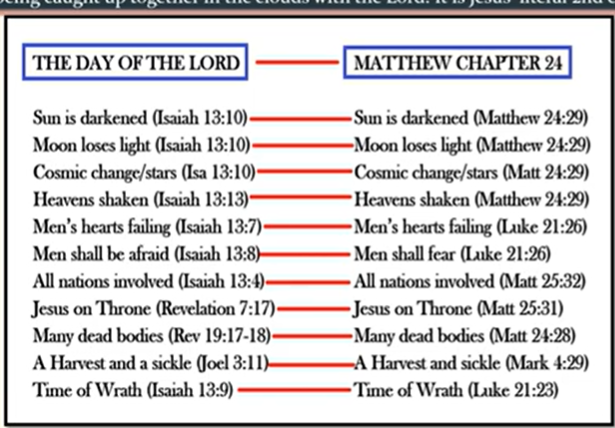 being caught up together in the clouds with the Lord. It is Jesus' literal 2nd
THE DAY OF THE LORD MATTHEW CHAPTER 24
Sun is darkened (Isaiah 13:10) Sun is darkened (Matthew 24:29)
Moon loses light (Isaiah 13:10) Moon loses light (Matthew 24:29)
Cosmic change/stars (Isa 13:10) Cosmic change/stars (Matt 24:29)
Heavens shaken (Isaiah 13:13) Heavens shaken (Matthew 24:29)
Men's hearts failing (Isaiah 13:7) Men's hearts failing (Luke 21:26)
Men shall be afraid (Isaiah 13:8) Men shall fear (Luke 21:26)
All nations involved (Isaiah 13:4) All nations involved (Matt 25:32)
Jesus on Throne (Revelation 7:17) Jesus on Throne (Matt 25:31)
Many dead bodies (Rev 19:17-18) Many dead bodies (Matt 24:28)
A Harvest and a sickle (Joel 3:11) A Harvest and sickle (Mark 4:29)
Time of Wrath (Isaiah 13:9) Time of Wrath (Luke 21:23)